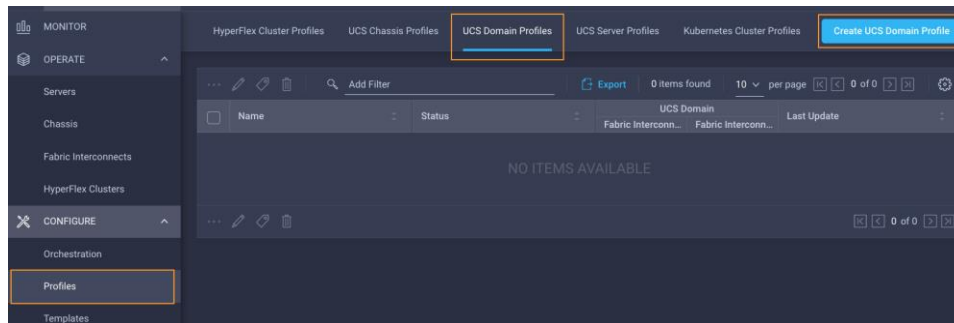 MONITOR
OPERATE
Servers
Chassis
Fabric Interconnects
HyperFlex Clusters
CONFIGURE
Orchestration
Profiles
Templates
HyperFlex Cluster Profiles UCS Chassis Profiles UCS Domain Profiles UCS Server Profiles Kubernetes Cluster Profiles Create UCS Domain Profile
... Add Filter Export 0 items found 10 per page 0 of 0
Name Status UCS Domain Last Update
Fabric Interconn... Fabric Interconn...
NO ITEMS AVAILABLE
... 0 of 0